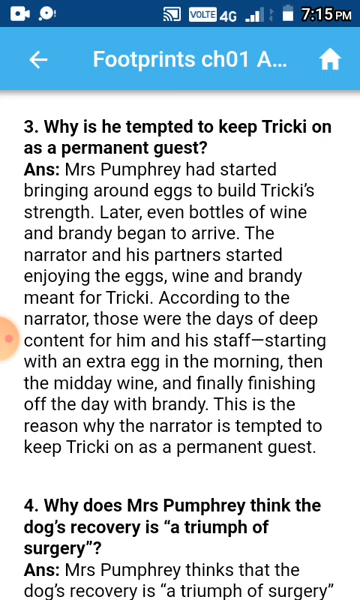 VOLTE 4G 7:15 PM
Footprints ch01 A...
3. Why is he tempted to keep Tricki on
as a permanent guest?
Ans: Mrs Pumphrey had started
bringing around eggs to build Tricki's
strength. Later, even bottles of wine
and brandy began to arrive. The
narrator and his partners started
enjoying the eggs, wine and brandy
meant for Tricki. According to the
narrator, those were the days of deep
content for him and his staff—starting
with an extra egg in the morning, then
the midday wine, and finally finishing
off the day with brandy. This is the
reason why the narrator is tempted to
keep Tricki on as a permanent guest.
4. Why does Mrs Pumphrey think the
dog's recovery is “a triumph of
surgery”?
Ans: Mrs Pumphrey thinks that the
dog's recovery is “a triumph of surgery”